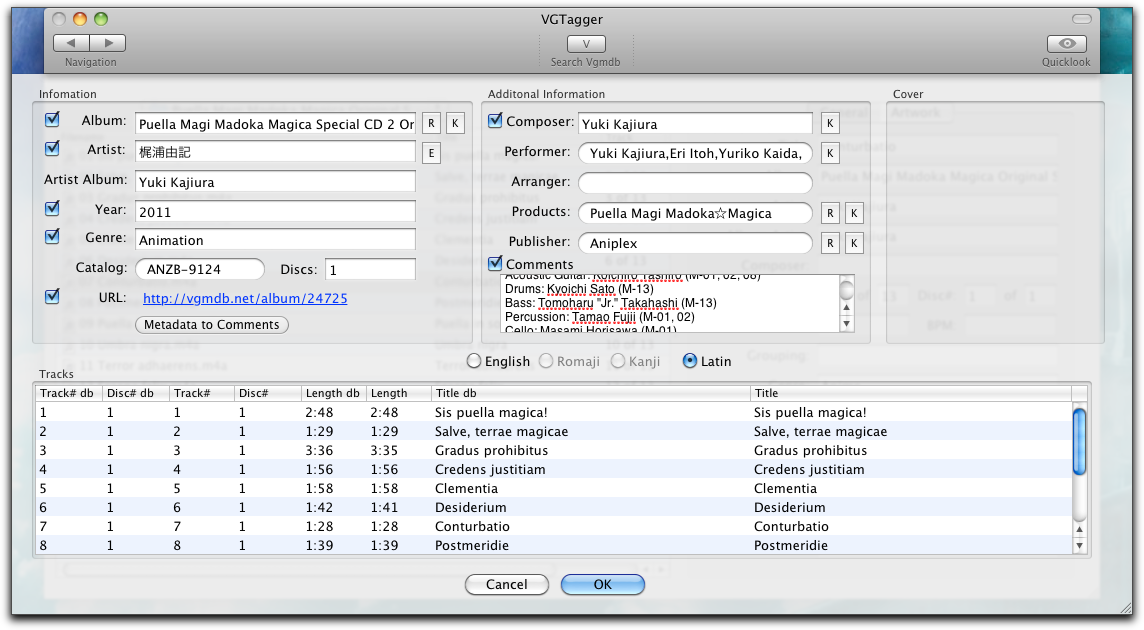 VGTagger
Navigation
V
Search Vgmdb
Quicklook
Infomation
Album: Puella Magi Madoka Magica Special CD 2 Or R K
Artist: 梶浦由記 E
Artist Album: Yuki Kajiura
Year: 2011
Genre: Animation
Catalog: ANZB-9124 Discs: 1
URL: http://vgmdb.net/album/24725
Metadata to Comments
Additonal Information
Composer: Yuki Kajiura K
Performer: Yuki Kajiura,Eri Itoh,Yuriko Kaida, K
Arranger:
Products: Puella Magi Madoka☆Magica R K
Publisher: Aniplex R K
Comments
Acoustic Guitar: Koichiro Tashiro (M-01, 02, 08)
Drums: Kyoichi Sato (M-13)
Bass: Tomoharu "Jr." Takahashi (M-13)
Percussion: Tamao Fujii (M-01, 02)
Cello: Masami Horisawa (M-01)
Cover
English Romaji Kanji Latin
Tracks
Track# db Disc# db Track# Disc# Length db Length Title db Title
1 1 1 1 2:48 2:48 Sis puella magica! Sis puella magica!
2 1 2 1 1:29 1:29 Salve, terrae magicae Salve, terrae magicae
3 1 3 1 3:36 3:35 Gradus prohibitus Gradus prohibitus
4 1 4 1 1:56 1:56 Credens justitiam Credens justitiam
5 1 5 1 1:58 1:58 Clementia Clementia
6 1 6 1 1:42 1:41 Desiderium Desiderium
7 1 7 1 1:28 1:28 Conturbatio Conturbatio
8 1 8 1 1:39 1:39 Postmeridie Postmeridie
Cancel OK